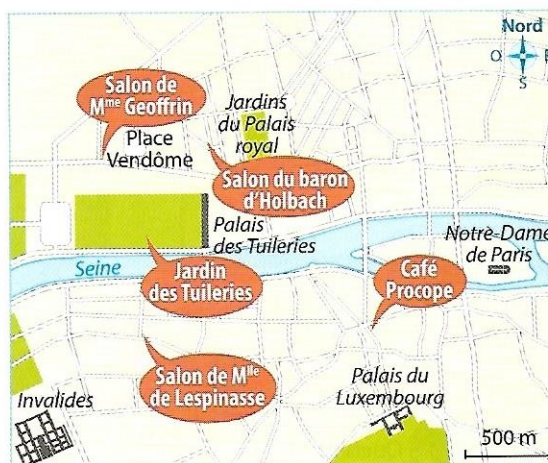 Nord
O
E
S
Salon de
Mme Geoffrin
Jardins
du Palais
royal
Place
Vendôme
Salon du baron
d'Holbach
Palais
des Tuileries
Notre-Dame
de Paris
Seine
Jardin
des Tuileries
Café
Procope
Salon de Mlle
de Lespinasse
Palais du
Luxembourg
Invalides
500 m